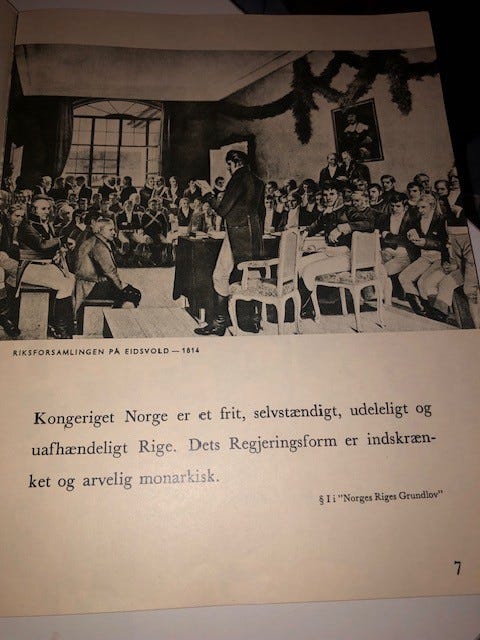 RIKSFORSAMLINGEN PÅ EIDSVOLD — 1814
Kongeriget Norge er et frit, selvstændigt, udeleligt og
uafhændeligt Rige. Dets Regjeringsform er indskræn-
ket og arvelig monarkisk.
§ I i "Norges Riges Grundlov"
7